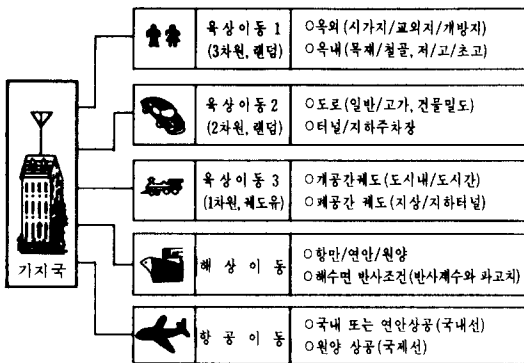 육상이동 1
(3차원, 랜덤)
○옥외(시가지/교외지/개방지)
○옥내(목재/철골, 저/고/초고)
육상이동2
(2차원, 랜덤)
○도로(일반/고가, 건물밀도)
○터널/지하주차장
육상이동 3
(1차원, 궤도유)
○개공간궤도(도시내/도시간)
○폐공간 궤도(지상/지하터널)
기지국
해상이동
○항만/연안/원양
○해수면 반사조건(반사계수와 파고치)
항공이동
○국내 또는 연안상공(국내선)
○원양 상공(국제선)